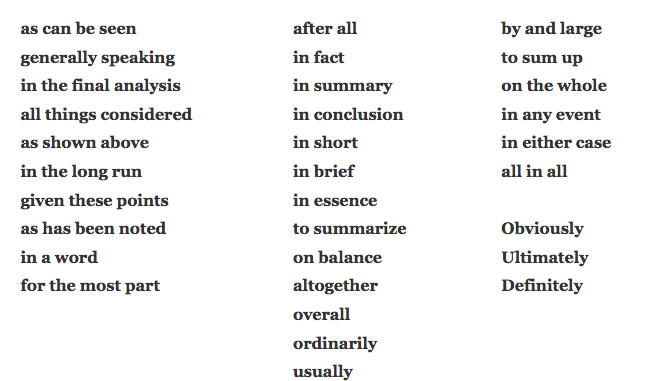 as can be seen
generally speaking
in the final analysis
all things considered
as shown above
in the long run
given these points
as has been noted
in a word
for the most part
after all
in fact
in summary
in conclusion
in short
in brief
in essence
to summarize
on balance
altogether
overall
ordinarily
usually
by and large
to sum up
on the whole
in any event
in either case
all in all
Obviously
Ultimately
Definitely